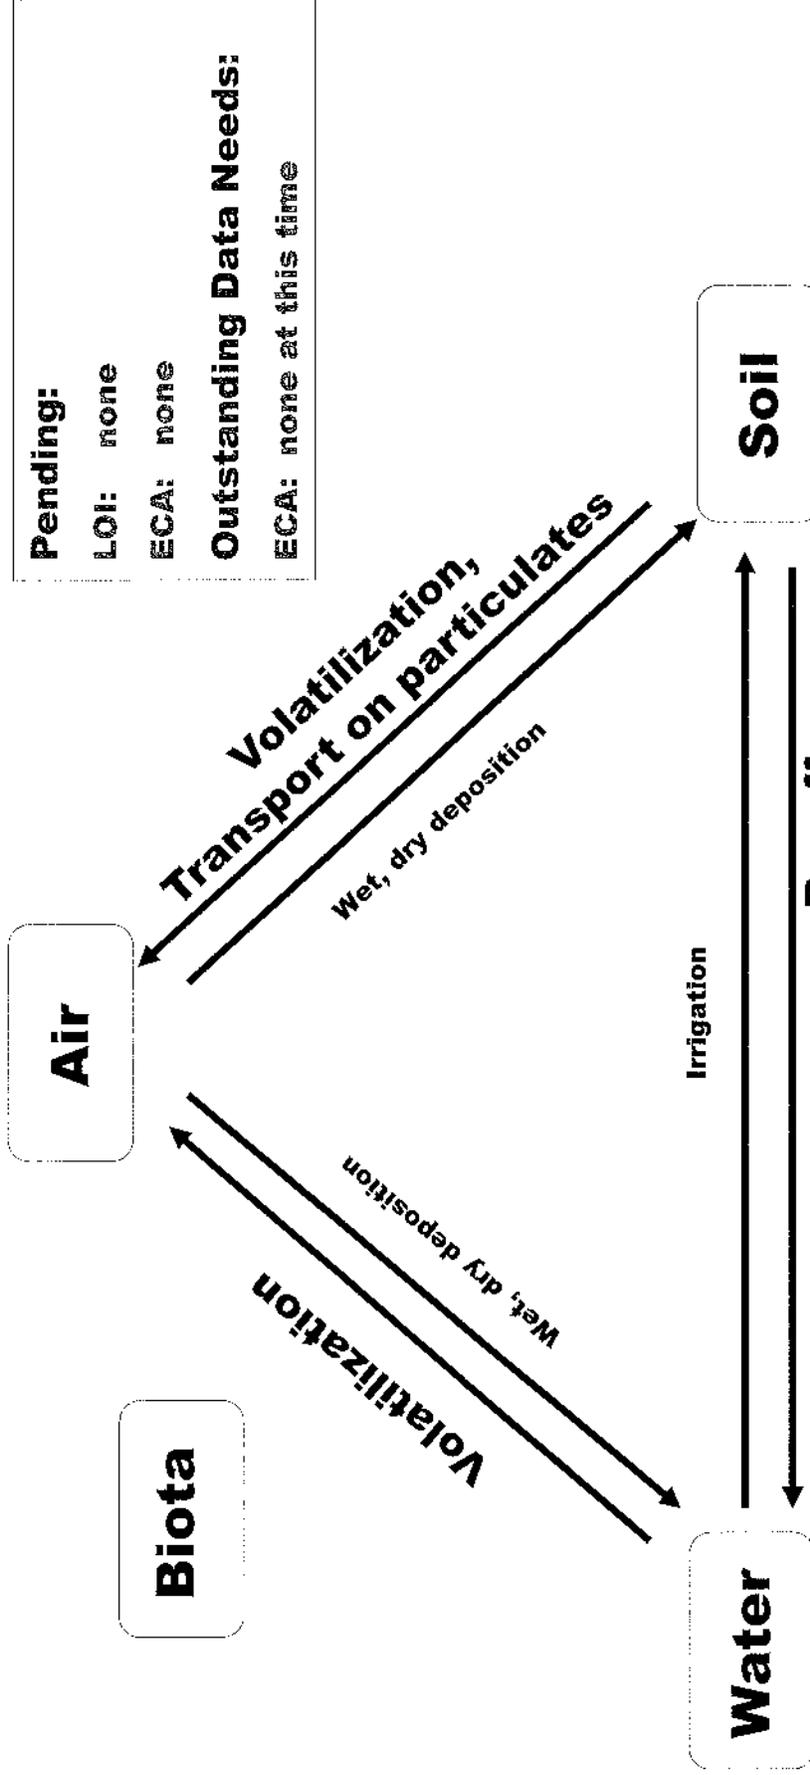 Pending:
LOI: none
ECA: none
Outstanding Data Needs:
ECA: none at this time
Air
Biota
Volatilization,
Transport on particulates
Wet, dry deposition
Volatilization
Wet, dry deposition
Irrigation
Water
Soil